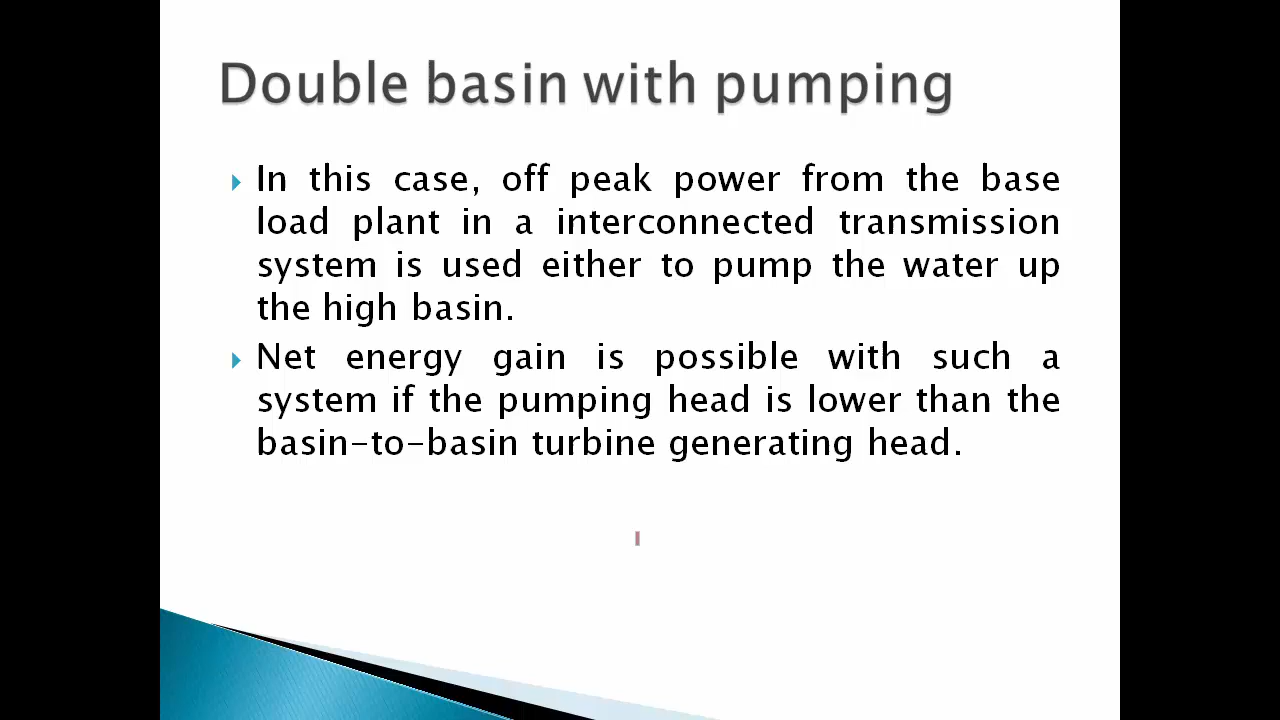 Double basin with pumping
In this case, off peak power from the base
load plant in a interconnected transmission
system is used either to pump the water up
the high basin.
Net energy gain is possible with such a
system if the pumping head is lower than the
basin-to-basin turbine generating head.